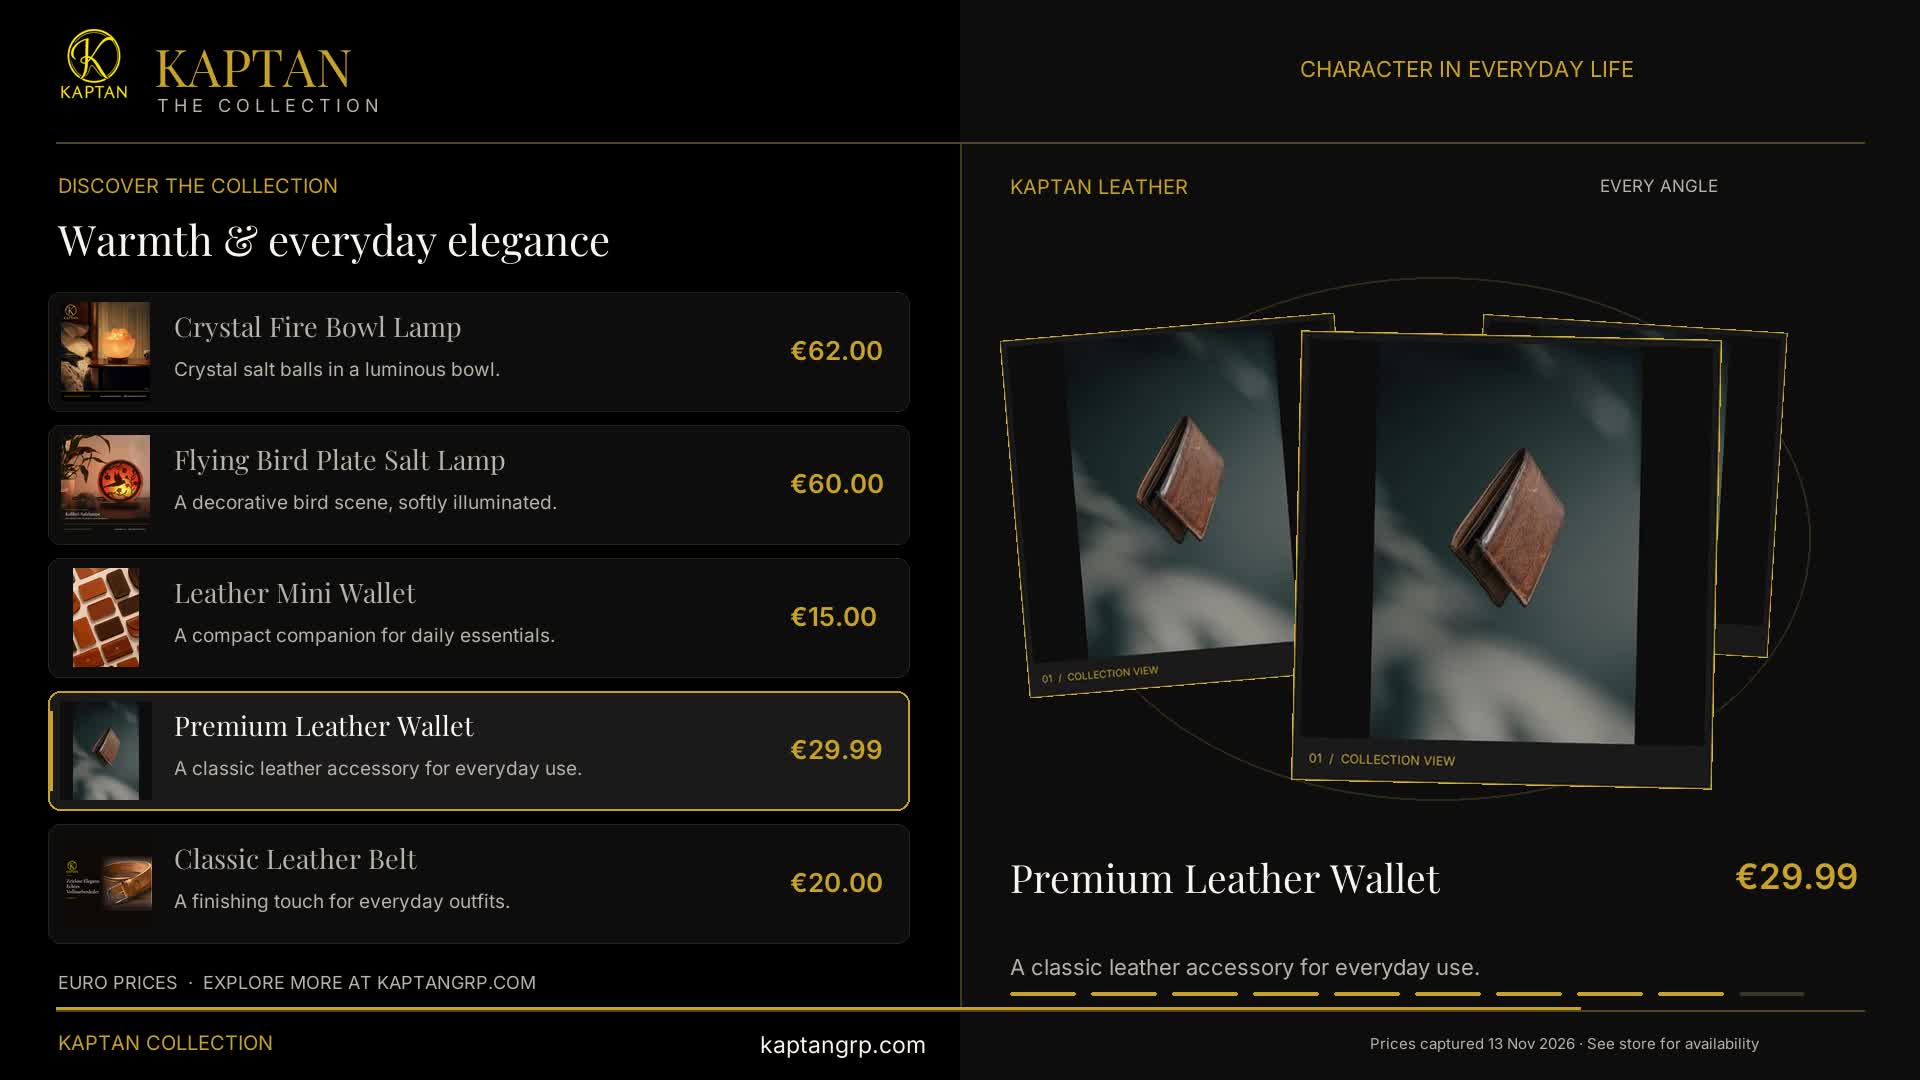 KAPTAN
KAPTAN
THE COLLECTION
CHARACTER IN EVERYDAY LIFE
DISCOVER THE COLLECTION
Warmth & everyday elegance
Crystal Fire Bowl Lamp
Crystal salt balls in a luminous bowl.
€62.00
Flying Bird Plate Salt Lamp
A decorative bird scene, softly illuminated.
€60.00
Leather Mini Wallet
A compact companion for daily essentials.
€15.00
Premium Leather Wallet
A classic leather accessory for everyday use.
€29.99
Classic Leather Belt
A finishing touch for everyday outfits.
€20.00
EURO PRICES · EXPLORE MORE AT KAPTANGRP.COM
KAPTAN LEATHER
EVERY ANGLE
01 / COLLECTION VIEW
01 / COLLECTION VIEW
Premium Leather Wallet
€29.99
A classic leather accessory for everyday use.
KAPTAN COLLECTION
kaptangrp.com
Prices captured 13 Nov 2026 · See store for availability